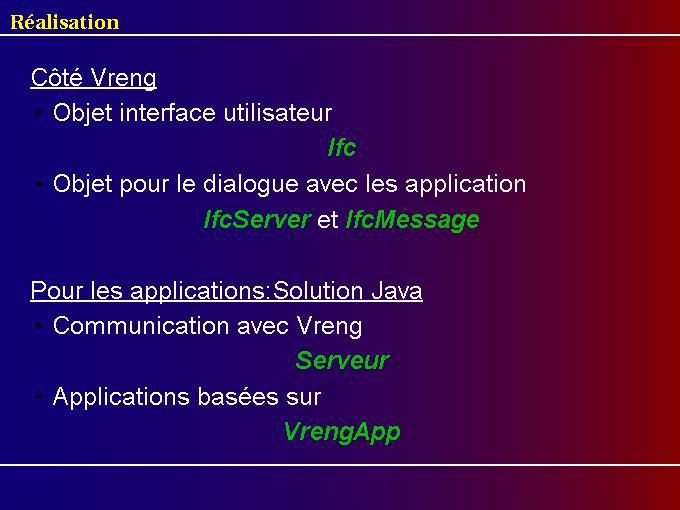 Réalisation
Côté Vreng
• Objet interface utilisateur
Ifc
• Objet pour le dialogue avec les application
IfcServer et IfcMessage
Pour les applications:Solution Java
• Communication avec Vreng
Serveur
• Applications basées sur
VrengApp